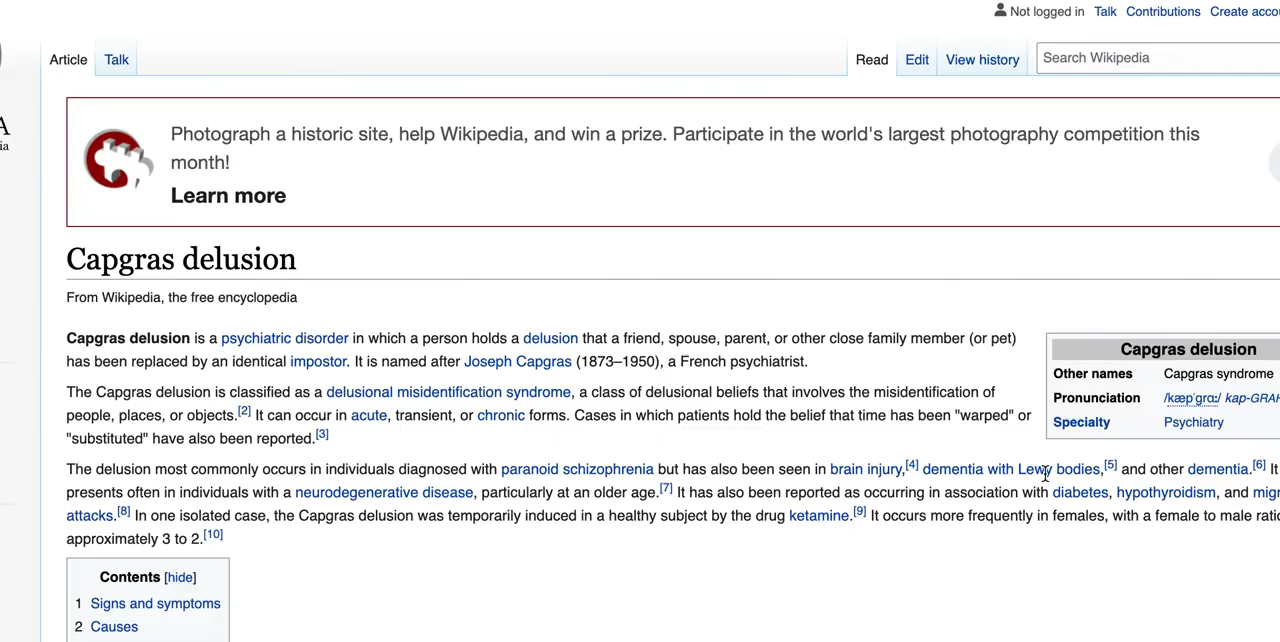 Not logged in Talk Contributions Create
Article Talk Read Edit View history Search Wikipedia
Photograph a historic site, help Wikipedia, and win a prize. Participate in the world's largest photography competition this
month!
Learn more
Capgras delusion
From Wikipedia, the free encyclopedia
Capgras delusion is a psychiatric disorder in which a person holds a delusion that a friend, spouse, parent, or other close family member (or pet)
has been replaced by an identical impostor. It is named after Joseph Capgras (1873–1950), a French psychiatrist.
The Capgras delusion is classified as a delusional misidentification syndrome, a class of delusional beliefs that involves the misidentification of
people, places, or objects.[2] It can occur in acute, transient, or chronic forms. Cases in which patients hold the belief that time has been "warped" or
"substituted" have also been reported.[3]
Capgras delusion
Other names Capgras syndrome
Pronunciation /kæpˈɡrɑː/
Specialty Psychiatry
The delusion most commonly occurs in individuals diagnosed with paranoid schizophrenia but has also been seen in brain injury,[4] dementia with Lewy bodies,[5] and other dementia.[6] It
presents often in individuals with a neurodegenerative disease, particularly at an older age.[7] It has also been reported as occurring in association with diabetes, hypothyroidism, and
attacks.[8] In one isolated case, the Capgras delusion was temporarily induced in a healthy subject by the drug ketamine.[9] It occurs more frequently in females, with a female to male
approximately 3 to 2.[10]
Contents [hide]
1 Signs and symptoms
2 Causes